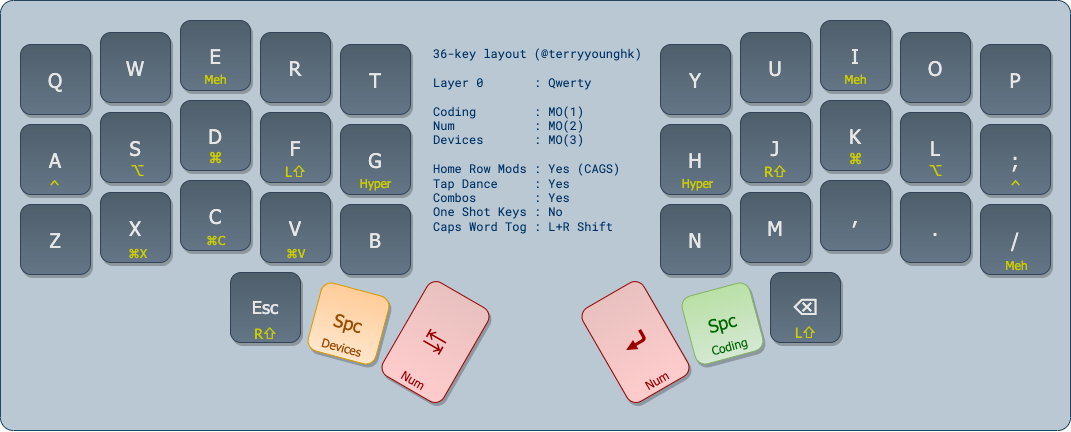 Q W E R T
Meh
A S D F G
^ ⌥ ⌘ L⇧ Hyper
Z X C V B
⌘X ⌘C ⌘V
Esc Spc ↹
R⇧ Devices Num
36-key layout (@terryyounghk)
Layer 0 : Qwerty
Coding : MO(1)
Num : MO(2)
Devices : MO(3)
Home Row Mods : Yes (CAGS)
Tap Dance : Yes
Combos : Yes
One Shot Keys : No
Caps Word Tog : L+R Shift
Y U I O P
Meh
H J K L ;
Hyper R⇧ ⌘ ⌥ ^
N M , . /
Meh
⏎ Spc ⌫
Num Coding L⇧